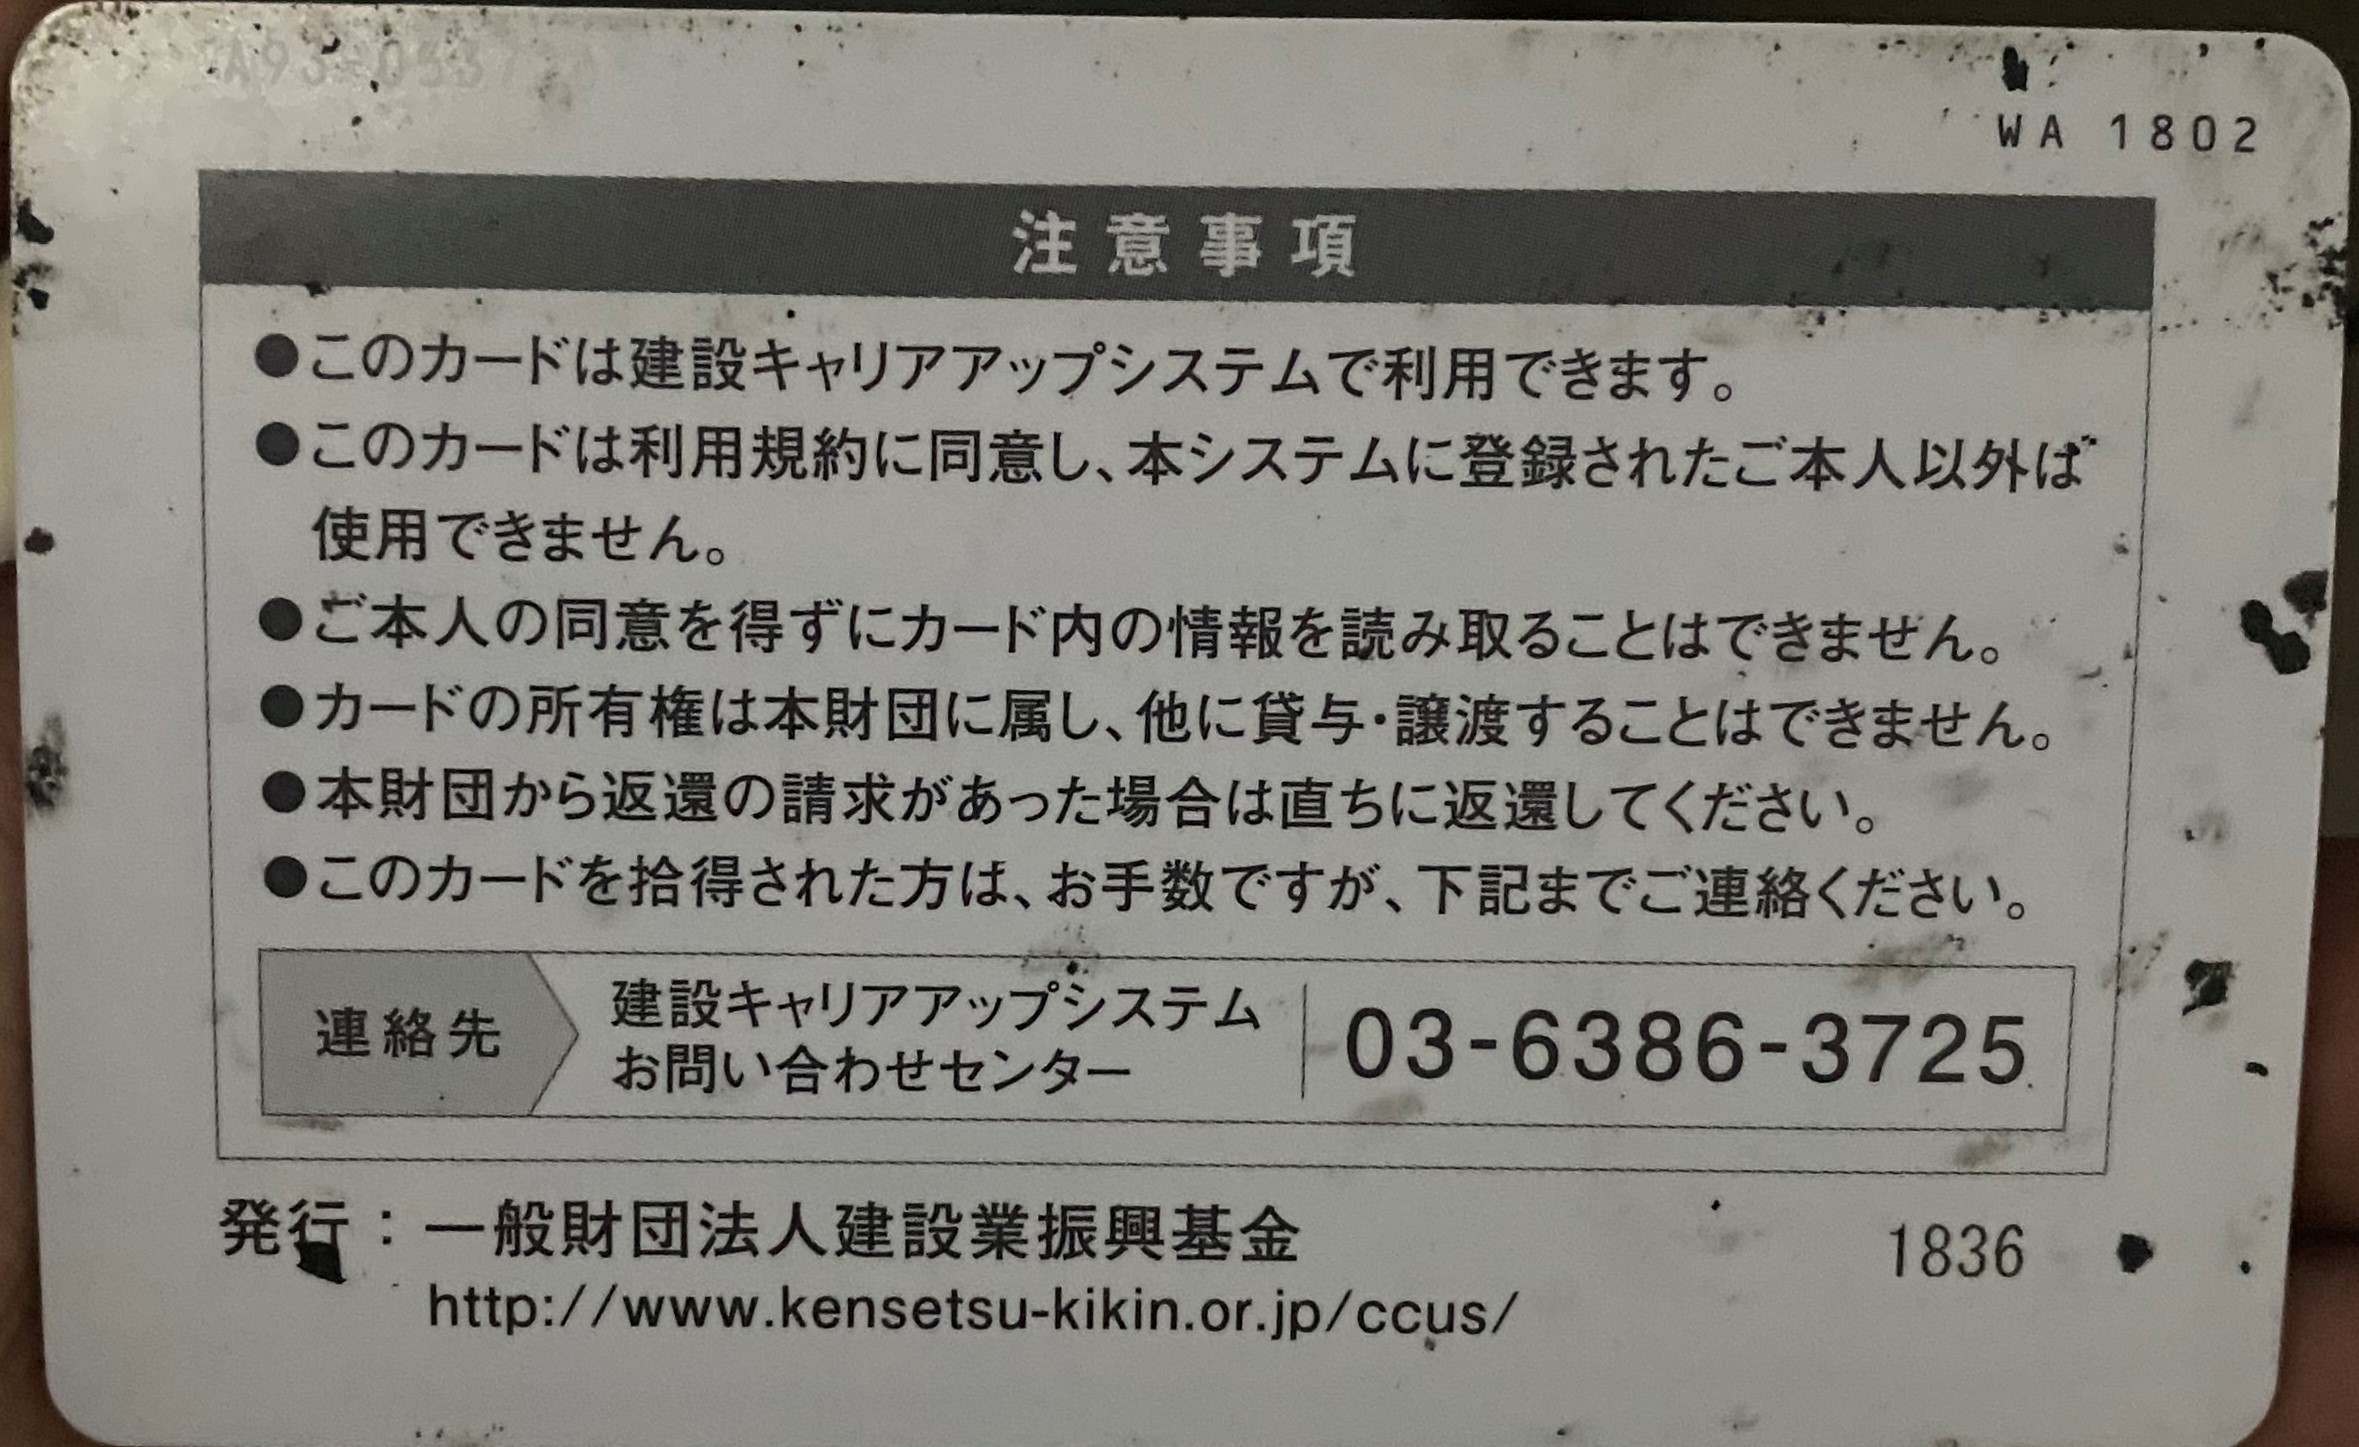 WA 1802
注意事項
●このカードは建設キャリアアップシステムで利用できます。
●このカードは利用規約に同意し、本システムに登録されたご本人以外は
使用できません。
●ご本人の同意を得ずにカード内の情報を読み取ることはできません。
●カードの所有権は本財団に属し、他に貸与・譲渡することはできません。
●本財団から返還の請求があった場合は直ちに返還してください。
●このカードを拾得された方は、お手数ですが、下記までご連絡ください。
連絡先
建設キャリアアップシステム
お問い合わせセンター
03-6386-3725
発行：一般財団法人建設業振興基金
1836
http://www.kensetsu-kikin.or.jp/ccus/